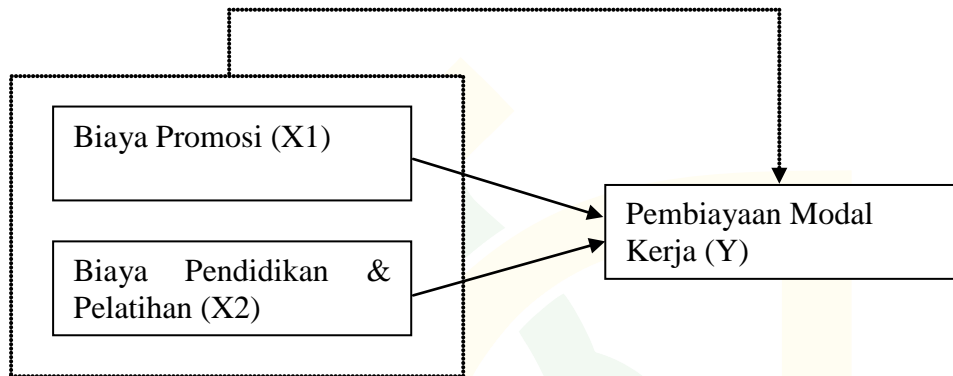 Biaya Promosi (X1)
Biaya Pendidikan &
Pelatihan (X2)
Pembiayaan Modal
Kerja (Y)